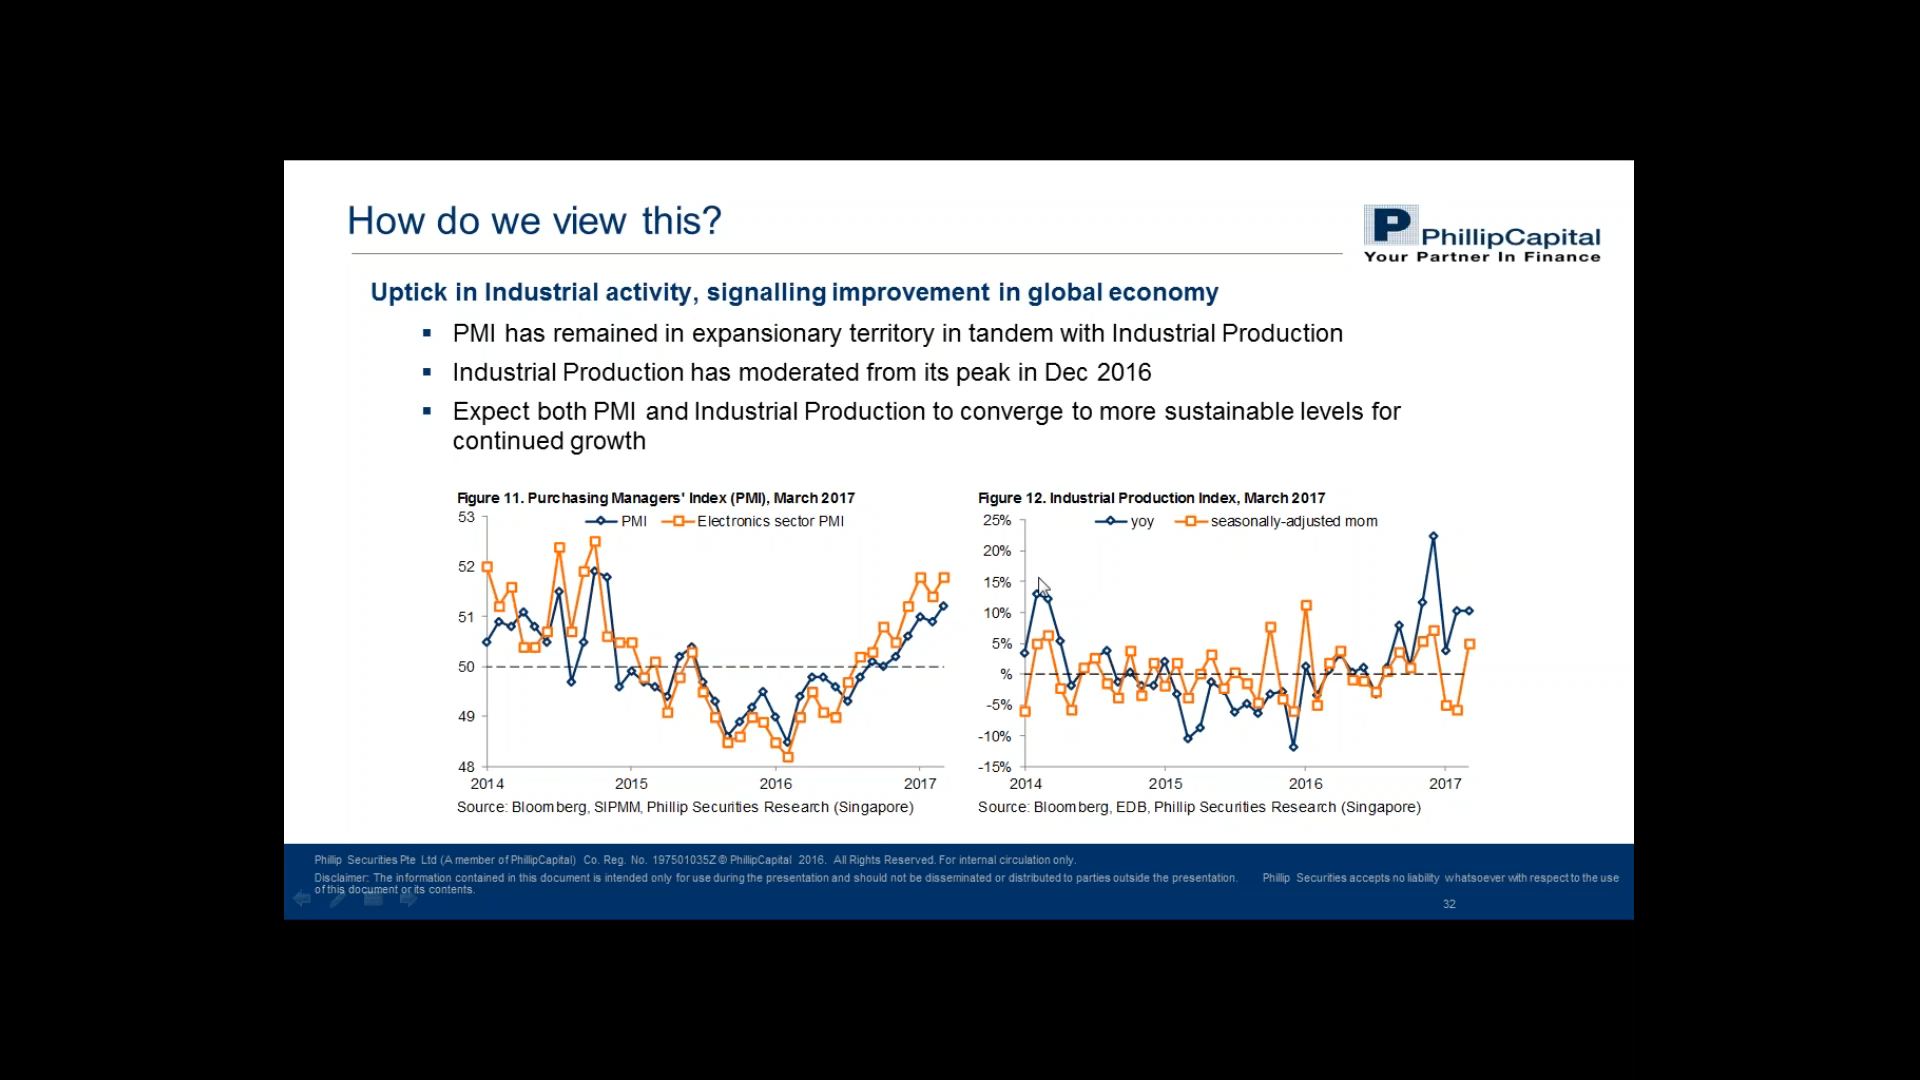 How do we view this?
P
PhillipCapital
Your Partner In Finance
Uptick in Industrial activity, signalling improvement in global economy
PMI has remained in expansionary territory in tandem with Industrial Production
Industrial Production has moderated from its peak in Dec 2016
Expect both PMI and Industrial Production to converge to more sustainable levels for
continued growth
Figure 11. Purchasing Managers' Index (PMI), March 2017
PMI
Electronics sector PMI
53
52
51
50
49
48
2014
2015
2016
2017
Source: Bloomberg, SIPMM, Phillip Securities Research (Singapore)
Figure 12. Industrial Production Index, March 2017
yoy
seasonally-adjusted mom
25%
20%
15%
10%
5%
%
-5%
-10%
-15%
2014
2015
2016
2017
Source: Bloomberg, EDB, Phillip Securities Research (Singapore)
Phillip Securities Pte Ltd (A member of PhillipCapital) Co. Reg. No. 197501035Z © PhillipCapital 2016. All Rights Reserved. For internal circulation only.
Disclaimer: The information contained in this document is intended only for use during the presentation and should not be disseminated or distributed to parties outside the presentation. Phillip Securities accepts no liability whatsoever with respect to the use
of this document or its contents.
32